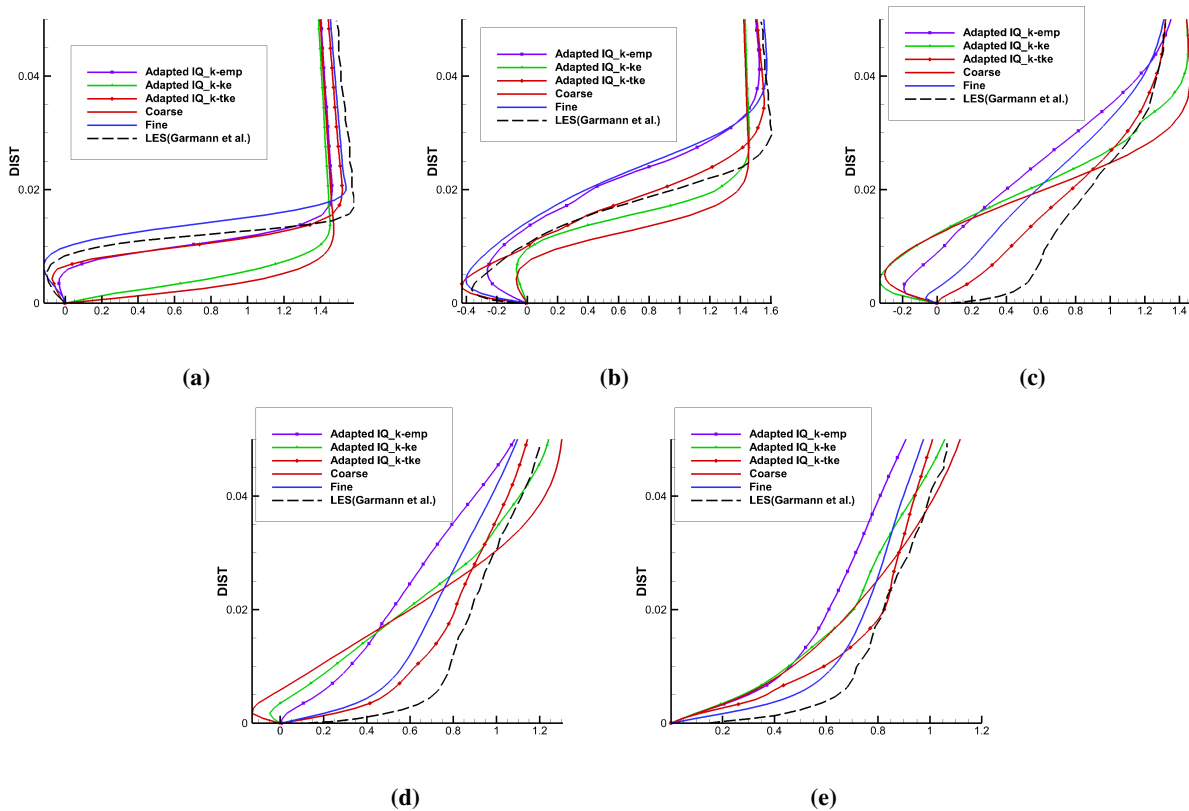 DIST
0.04
0.02
0
Adapted IQ_k-emp
Adapted IQ_k-ke
Adapted IQ_k-tke
Coarse
Fine
LES(Garmann et al.)
0 0.2 0.4 0.6 0.8 1 1.2 1.4
(a)
DIST
0.04
0.02
0
Adapted IQ_k-emp
Adapted IQ_k-ke
Adapted IQ_k-tke
Coarse
Fine
LES(Garmann et al.)
-0.4 -0.2 0 0.2 0.4 0.6 0.8 1 1.2 1.4 1.6
(b)
DIST
0.04
0.02
0
Adapted IQ_k-emp
Adapted IQ_k-ke
Adapted IQ_k-tke
Coarse
Fine
LES(Garmann et al.)
-0.2 0 0.2 0.4 0.6 0.8 1 1.2 1.4
(c)
DIST
0.04
0.02
0
Adapted IQ_k-emp
Adapted IQ_k-ke
Adapted IQ_k-tke
Coarse
Fine
LES(Garmann et al.)
0 0.2 0.4 0.6 0.8 1 1.2
(d)
DIST
0.04
0.02
0
Adapted IQ_k-emp
Adapted IQ_k-ke
Adapted IQ_k-tke
Coarse
Fine
LES(Garmann et al.)
0.2 0.4 0.6 0.8 1 1.2
(e)